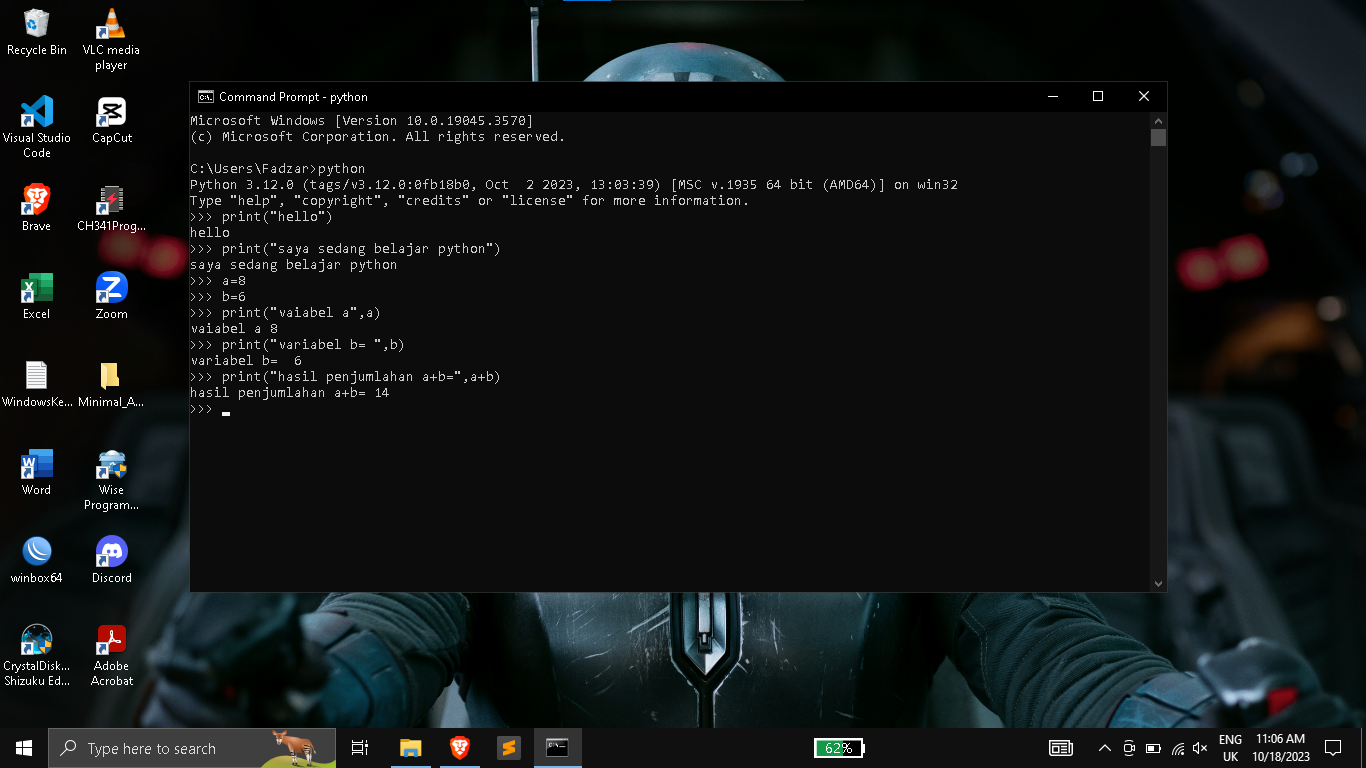 Recycle Bin
VLC media
player
Visual Studio
Code
CapCut
Brave
CH341Prog...
Excel
Zoom
WindowsKe...
Minimal_A...
Word
Wise
Program...
winbox64
Discord
CrystalDisk...
Shizuku Ed...
Adobe
Acrobat
Command Prompt - python
Microsoft Windows [Version 10.0.19045.3570]
(c) Microsoft Corporation. All rights reserved.
C:\Users\Fadzar>python
Python 3.12.0 (tags/v3.12.0:0fb18b0, Oct  2 2023, 13:03:39) [MSC v.1935 64 bit (AMD64)] on win32
Type "help", "copyright", "credits" or "license" for more information.
>>> print("hello")
hello
>>> print("saya sedang belajar python")
saya sedang belajar python
>>> a=8
>>> b=6
>>> print("vaiabel a",a)
vaiabel a 8
>>> print("variabel b= ",b)
variabel b=  6
>>> print("hasil penjumlahan a+b=",a+b)
hasil penjumlahan a+b= 14
>>>
Type here to search
62%
ENG
UK
11:06 AM
10/18/2023